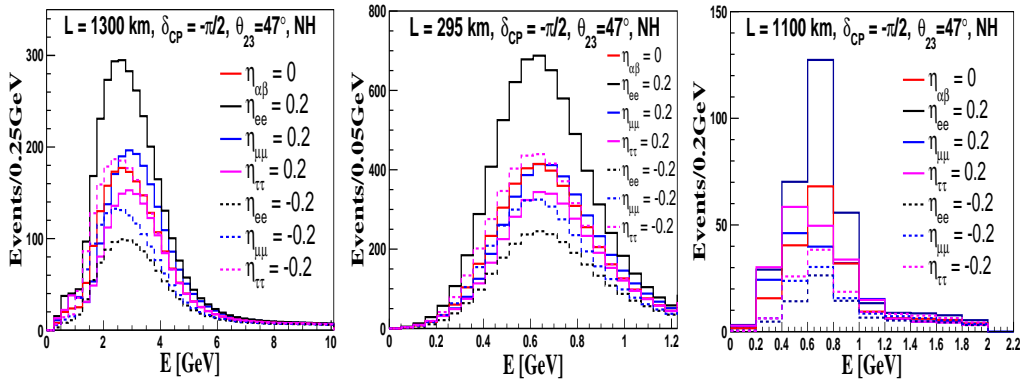 L = 1300 km, δCP = -π/2, θ23=47°, NH
Events/0.25GeV
300
200
100
0
ηαβ = 0
ηee = 0.2
ημμ = 0.2
ηττ = 0.2
ηee = -0.2
ημμ = -0.2
ηττ = -0.2
0 2 4 6 8 10
E [GeV]
L = 295 km, δCP = -π/2, θ23=47°, NH
Events/0.05GeV
800
600
400
200
0
ηαβ = 0
ηee = 0.2
ημμ = 0.2
ηττ = 0.2
ηee = -0.2
ημμ = -0.2
ηττ = -0.2
0 0.2 0.4 0.6 0.8 1 1.2
E [GeV]
L = 1100 km, δCP = -π/2, θ23=47°, NH
Events/0.2GeV
150
100
50
0
ηαβ = 0
ηee = 0.2
ημμ = 0.2
ηττ = 0.2
ηee = -0.2
ημμ = -0.2
ηττ = -0.2
0 0.2 0.4 0.6 0.8 1 1.2 1.4 1.6 1.8 2 2.2
E [GeV]